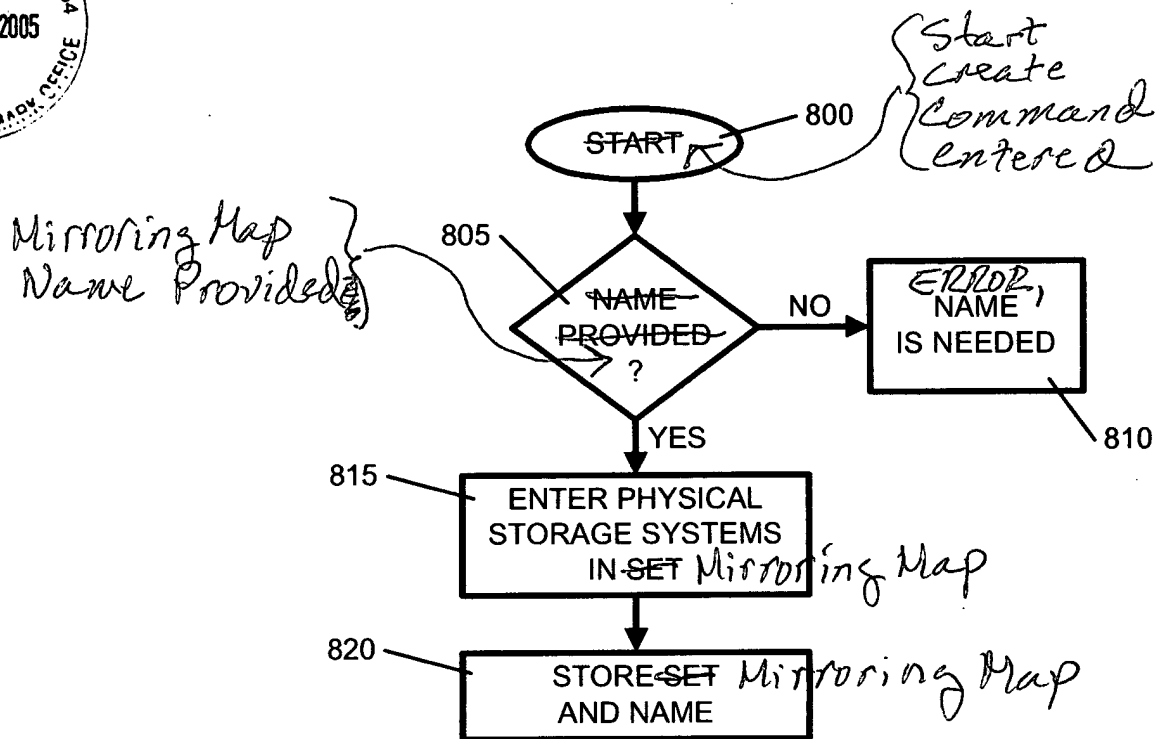 2005
OFFICE
Start
create
Command
entered
800
START
Mirroring Map
Name Provided
805
NAME
PROVIDED
?
NO
ERROR,
NAME
IS NEEDED
810
YES
815
ENTER PHYSICAL
STORAGE SYSTEMS
IN SET Mirroring Map
820
STORE SET Mirroring Map
AND NAME